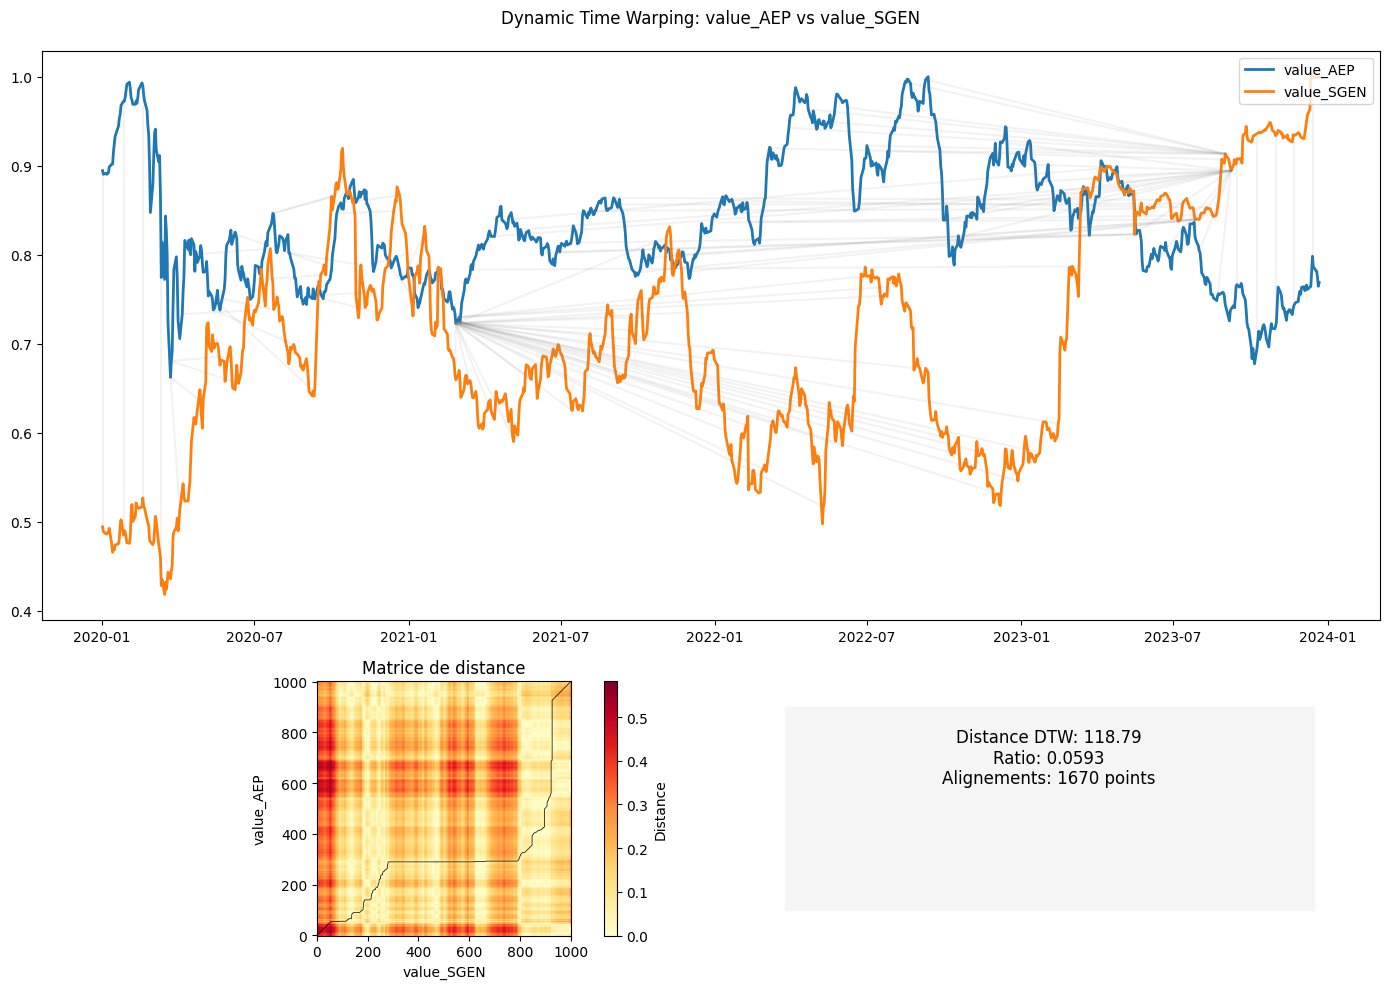 Dynamic Time Warping: value_AEP vs value_SGEN
value_AEP
value_SGEN
1.0
0.9
0.8
0.7
0.6
0.5
0.4
2020-01 2020-07 2021-01 2021-07 2022-01 2022-07 2023-01 2023-07 2024-01
Matrice de distance
value_AEP
1000
800
600
400
200
0
0 200 400 600 800 1000
value_SGEN
0.5
0.4
0.3
0.2
0.1
0.0
Distance
Distance DTW: 118.79
Ratio: 0.0593
Alignements: 1670 points